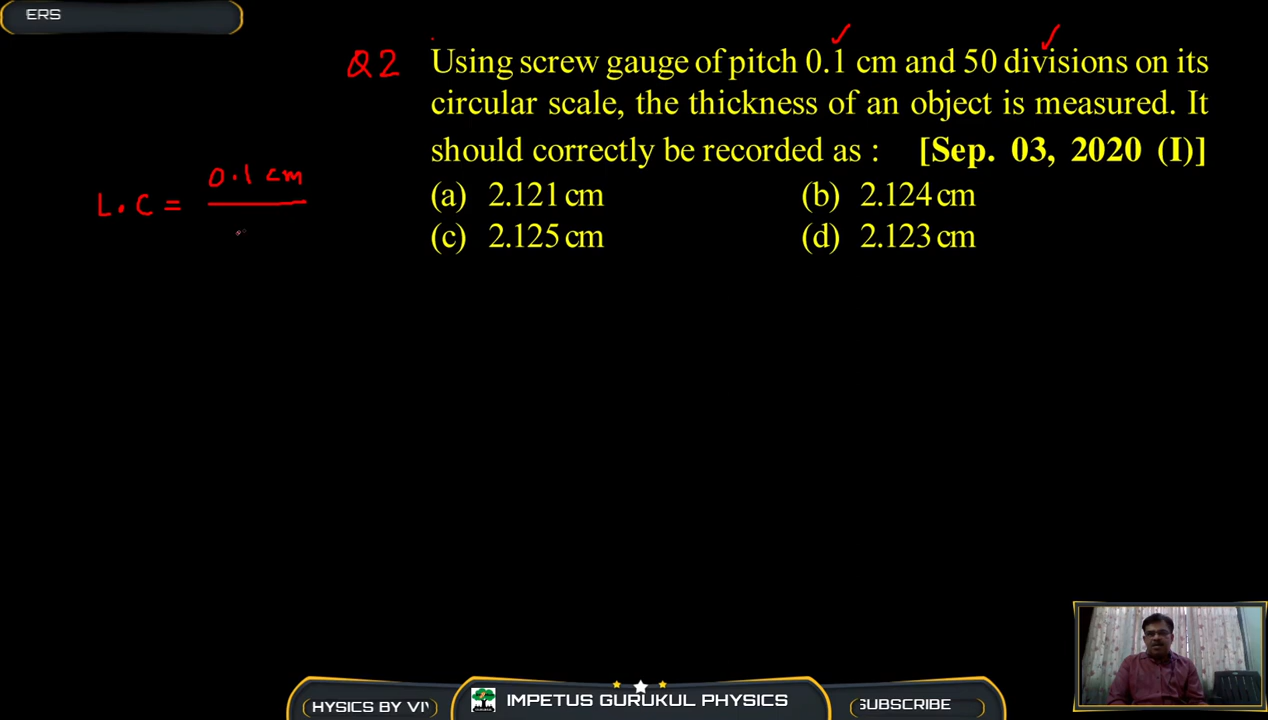 ERS
Q2 Using screw gauge of pitch 0.1 cm and 50 divisions on its
circular scale, the thickness of an object is measured. It
should correctly be recorded as : [Sep. 03, 2020 (I)]
(a) 2.121 cm (b) 2.124 cm
(c) 2.125 cm (d) 2.123 cm
L.C = 0.1 cm
HYSICS BY VI
IMPETUS GURUKUL PHYSICS
SUBSCRIBE